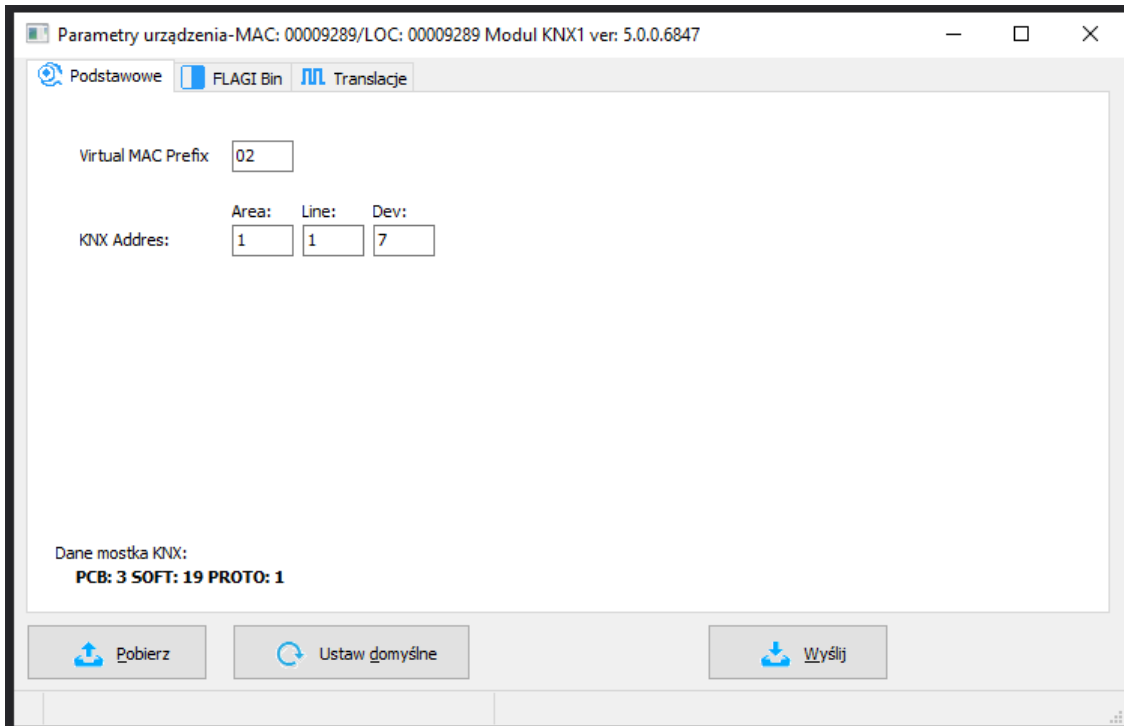 Parametry urządzenia-MAC: 00009289/LOC: 00009289 Modul KNX1 ver: 5.0.0.6847
Podstawowe FLAGI Bin Translacje
Virtual MAC Prefix 02
Area: Line: Dev:
KNX Addres: 1 1 7
Dane mostka KNX:
PCB: 3 SOFT: 19 PROTO: 1
Pobierz Ustaw domyślne Wyślij